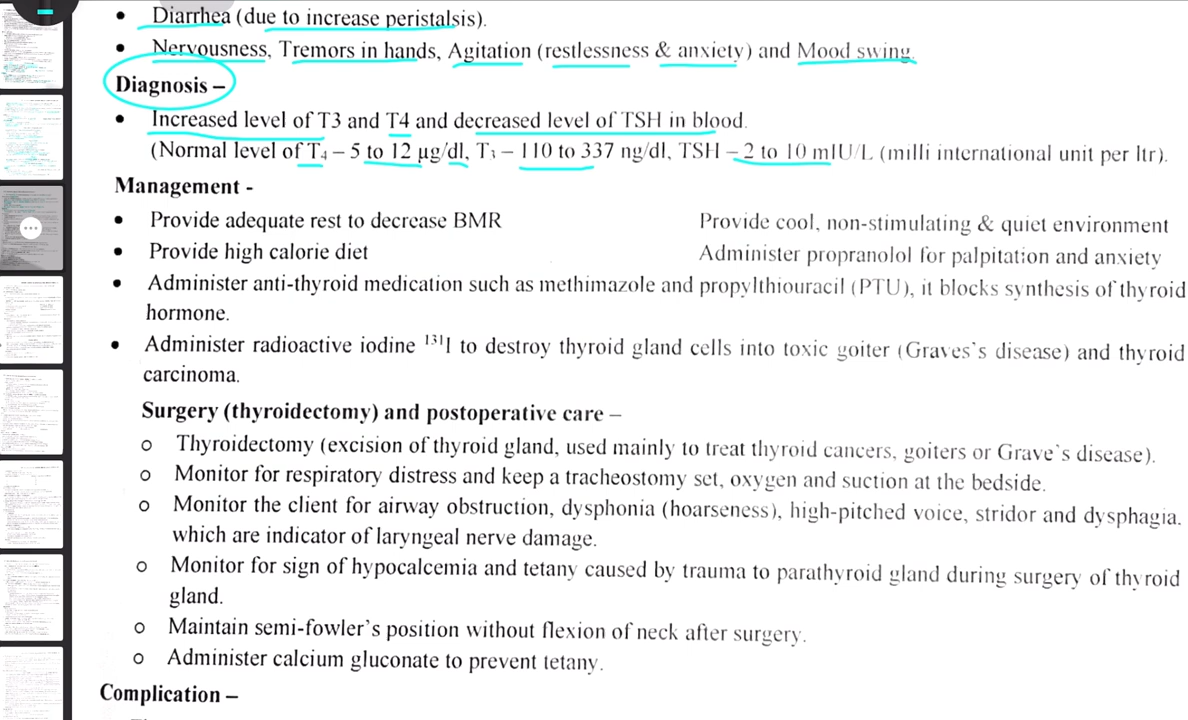 • Diarrhea (due to increase peristalsis).
• Nervousness, Tremors in hands, Agitation (restlessness & anxiety) and Mood swing.
Diagnosis –
• Increased level of T3 and T4 and decreased level of TSH in blood.
(Normal level of T₄ – 5 to 12 µg/dl, T₃ – 110 to 337 ng/dl, TSH – 2 to 10 mIU/L (milli international unit per ltr).
Management -
• Provide adequate rest to decrease BMR Provide cool, non-stimulating & quiet environment
• Provide high calorie diet Administer propranolol for palpitation and anxiety
• Administer anti-thyroid medication such as methimazole and propylthiouracil (PTU), it blocks synthesis of thyroid
hormone.
• Administer radioactive iodine ¹³¹I to destroy thyroid gland cells into toxic goiter (Graves's disease) and thyroid
carcinoma.
Surgery (thyroidectomy) and postoperative care –
o Thyroidectomy (excision of thyroid gland, used mainly to treat thyroid cancers, goiters or Grave's disease).
o Monitor for respiratory distress and keep a tracheostomy set, oxygen and suction at the bedside.
o Monitor the client for airway obstruction, dysphonia (hoarseness), high-pitched voice, stridor and dysphagia.
which are indicator of laryngeal nerve damage.
o Monitor for sign of hypocalcemia and tetany caused by trauma to parathyroid gland during surgery of thyroid
gland.
o Maintain semi-fowler's position without flexion of neck after surgery.
o Administer calcium gluconate to prevent tetany.
Complication –